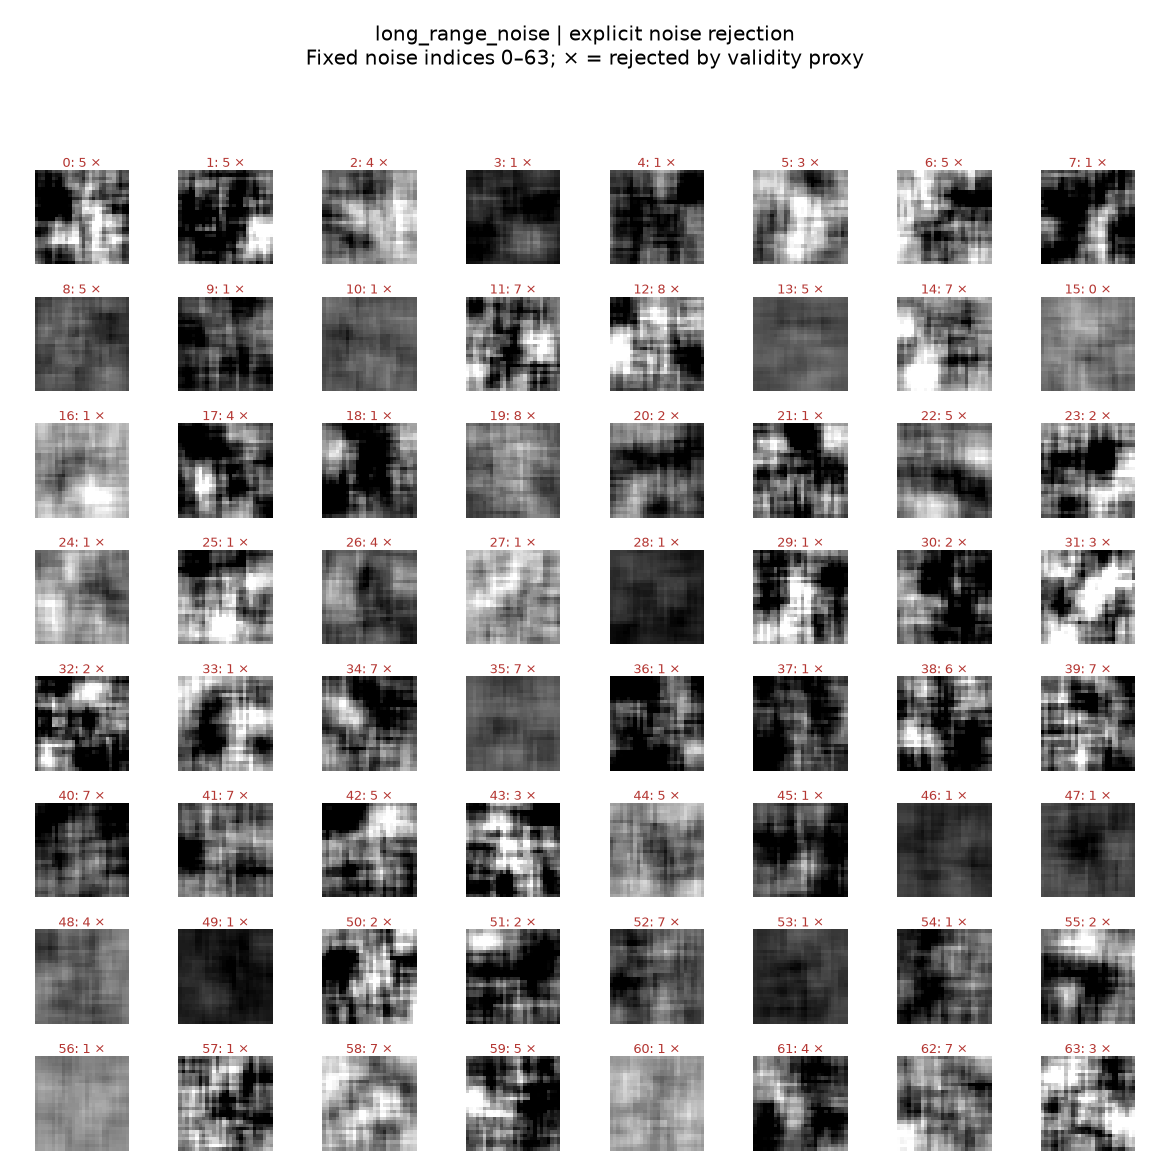 long_range_noise | explicit noise rejection
Fixed noise indices 0–63; × = rejected by validity proxy
0: 5 × 1: 5 × 2: 4 × 3: 1 × 4: 1 × 5: 3 × 6: 5 × 7: 1 ×
8: 5 × 9: 1 × 10: 1 × 11: 7 × 12: 8 × 13: 5 × 14: 7 × 15: 0 ×
16: 1 × 17: 4 × 18: 1 × 19: 8 × 20: 2 × 21: 1 × 22: 5 × 23: 2 ×
24: 1 × 25: 1 × 26: 4 × 27: 1 × 28: 1 × 29: 1 × 30: 2 × 31: 3 ×
32: 2 × 33: 1 × 34: 7 × 35: 7 × 36: 1 × 37: 1 × 38: 6 × 39: 7 ×
40: 7 × 41: 7 × 42: 5 × 43: 3 × 44: 5 × 45: 1 × 46: 1 × 47: 1 ×
48: 4 × 49: 1 × 50: 2 × 51: 2 × 52: 7 × 53: 1 × 54: 1 × 55: 2 ×
56: 1 × 57: 1 × 58: 7 × 59: 5 × 60: 1 × 61: 4 × 62: 7 × 63: 3 ×